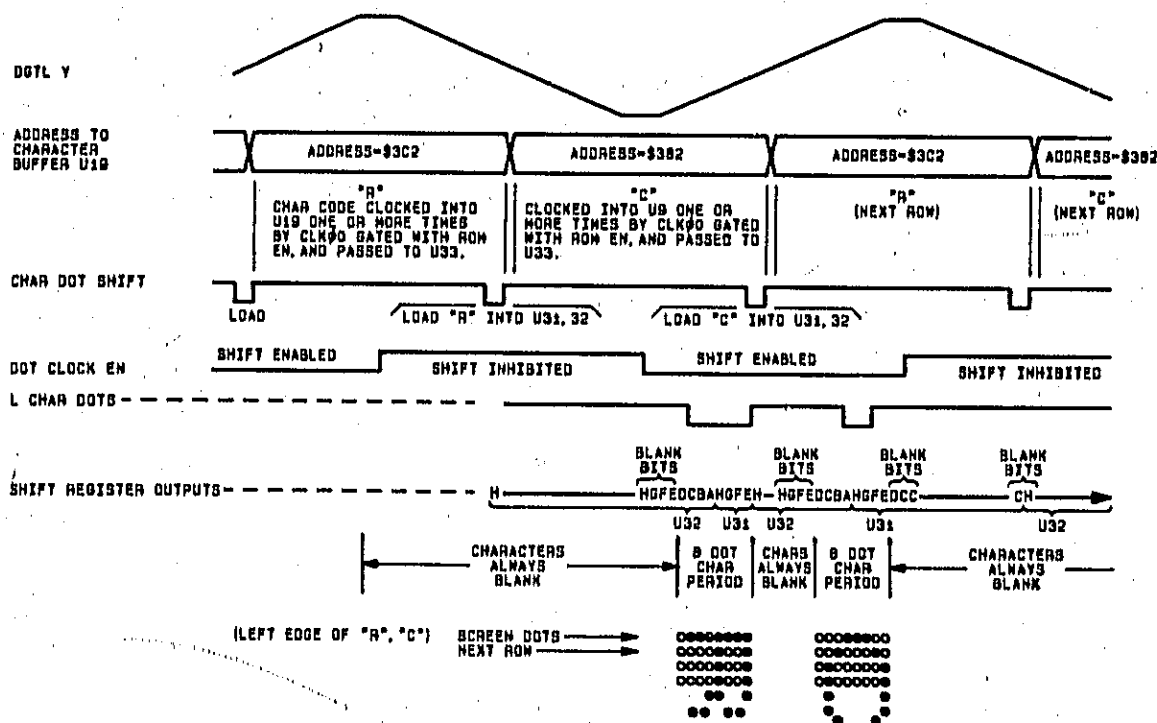 DGTL Y
ADDRESS TO
CHARACTER
BUFFER U19
ADDRESS=$3C2
ADDRESS=$382
ADDRESS=$3C2
ADDRESS=$382
"R"
CHAR CODE CLOCKED INTO
U19 ONE OR MORE TIMES
BY CLKØ0 GATED WITH ROW
EN, AND PASSED TO U33.
"C"
CLOCKED INTO U9 ONE OR
MORE TIMES BY CLKØ0 GATED
WITH ROW EN, AND PASSED TO
U33.
"R"
(NEXT ROW)
"C"
(NEXT ROW)
CHAR DOT SHIFT
LOAD
LOAD "R" INTO U31, 32
LOAD "C" INTO U31, 32
DOT CLOCK EN
SHIFT ENABLED
SHIFT INHIBITED
SHIFT ENABLED
SHIFT INHIBITED
L CHAR DOTS
BLANK
BITS
BLANK
BITS
BLANK
BITS
BLANK
BITS
SHIFT REGISTER OUTPUTS
H
HGFEDCBAHGFEH
HGFEDCBAHGFEDCC
CH
U32
U31
U32
U31
U32
CHARACTERS
ALWAYS
BLANK
8 DOT
CHAR
PERIOD
CHARS
ALWAYS
BLANK
8 DOT
CHAR
PERIOD
CHARACTERS
ALWAYS
BLANK
(LEFT EDGE OF "R", "C")
SCREEN DOTS
NEXT ROW